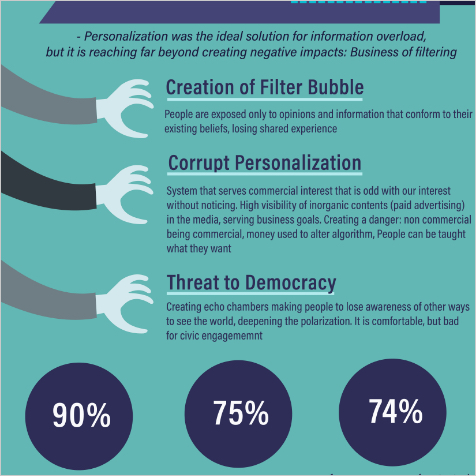 - Personalization was the ideal solution for information overload,
but it is reaching far beyond creating negative impacts: Business of filtering
Creation of Filter Bubble
People are exposed only to opinions and information that conform to their
existing beliefs, losing shared experience
Corrupt Personalization
System that serves commercial interest that is odd with our interest
without noticing. High visibility of inorganic contents (paid advertising)
in the media, serving business goals. Creating a danger: non commercial
being commercial, money used to alter algorithm, People can be taught
what they want
Threat to Democracy
Creating echo chambers making people to lose awareness of other ways
to see the world, deepening the polarization. It is comfortable, but bad
for civic engagememnt
90%
75%
74%